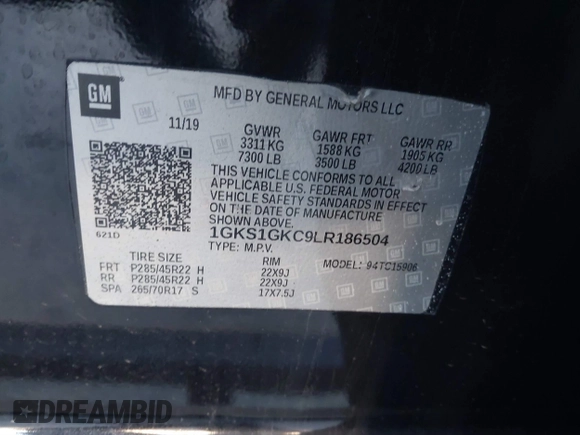 GM
MFD BY GENERAL MOTORS LLC
11/19 GVWR GAWR FRT GAWR RR
3311 KG 1588 KG 1905 KG
7300 LB 3500 LB 4200 LB
THIS VEHICLE CONFORMS TO ALL
APPLICABLE U.S. FEDERAL MOTOR
VEHICLE SAFETY STANDARDS IN EFFECT
ON THE DATE OF MANUFACTURE
SHOWN ABOVE
621D 1GKS1GKC9LR186504
TYPE: M.P.V. MODEL: 94TC15906
TIRE SIZE RIM
FRT P285/45R22 H 22X9J
RR P285/45R22 H 22X9J
SPA 265/70R17 S 17X7.5J
DREAMBID